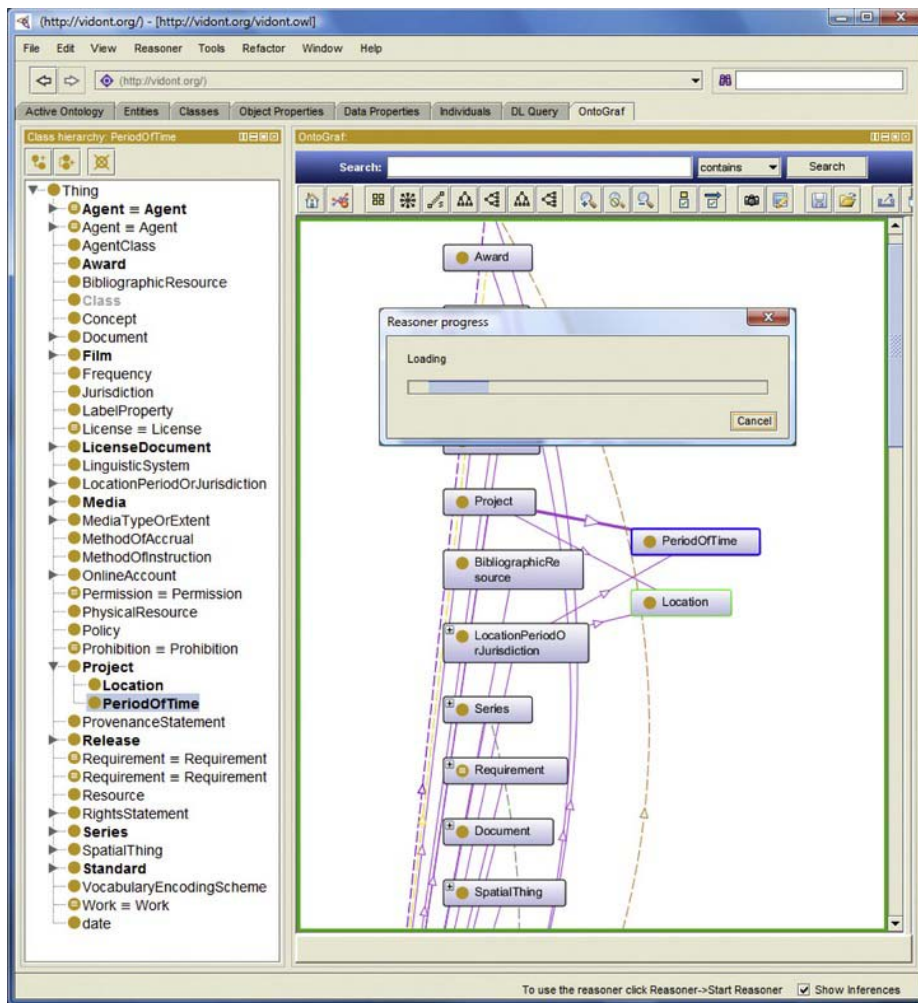 (http://vidont.org/) - [http://vidont.org/vidont.owl]
File Edit View Reasoner Tools Refactor Window Help
(http://vidont.org/)
Active Ontology Entities Classes Object Properties Data Properties Individuals DL Query OntoGraf
Class hierarchy: PeriodOfTime
OntoGraf:
Search: contains Search
Thing
Agent ≡ Agent
Agent ≡ Agent
AgentClass
Award
BibliographicResource
Class
Concept
Document
Film
Frequency
Jurisdiction
LabelProperty
License ≡ License
LicenseDocument
LinguisticSystem
LocationPeriodOrJurisdiction
Media
MediaTypeOrExtent
MethodOfAccrual
MethodOfInstruction
OnlineAccount
Permission ≡ Permission
PhysicalResource
Policy
Prohibition ≡ Prohibition
Project
Location
PeriodOfTime
ProvenanceStatement
Release
Requirement ≡ Requirement
Requirement ≡ Requirement
Resource
RightsStatement
Series
SpatialThing
Standard
VocabularyEncodingScheme
Work ≡ Work
date
Award
Reasoner progress
Loading
Cancel
Project
PeriodOfTime
BibliographicRe
source
Location
LocationPeriodO
rJurisdiction
Series
Requirement
Document
SpatialThing
To use the reasoner click Reasoner->Start Reasoner Show Inferences